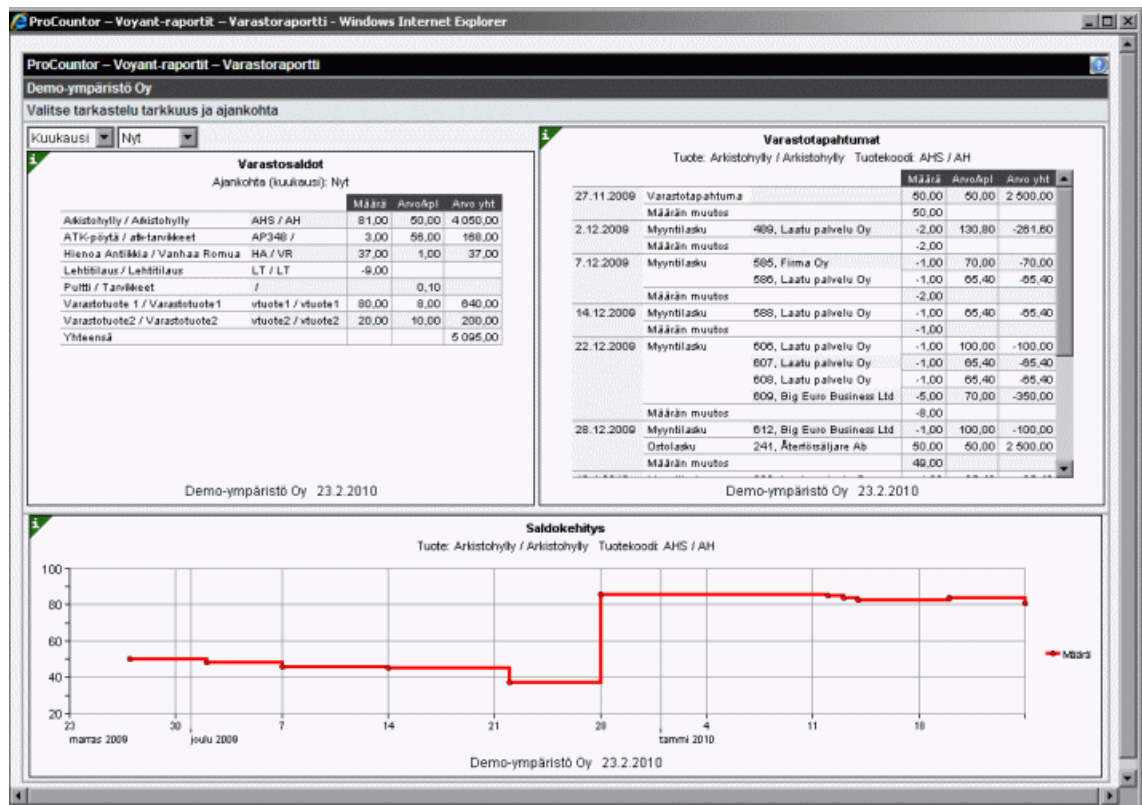 ProCountor – Voyant-raportit – Varastoraportti - Windows Internet Explorer
ProCountor – Voyant-raportit – Varastoraportti
Demo-ympäristö Oy
Valitse tarkastelu tarkkuus ja ajankohta
Kuukausi Nyt
Varastosaldot
Ajankohta (kuukausi): Nyt
Määrä Arvo/kpl Arvo yht
Arkistohylly / Arkistohylly AHS / AH 81,00 50,00 4 050,00
ATK-pöytä / atk-tarvikkeet AP348 / 3,00 56,00 168,00
Hienoa Antiikkia / Vanhaa Romua HA / VR 37,00 1,00 37,00
Lehtitilaus / Lehtitilaus LT / LT -9,00
Pultti / Tarvikkeet / 0,10
Varastotuote 1 / Varastotuote1 vtuote1 / vtuote1 80,00 8,00 640,00
Varastotuote2 / Varastotuote2 vtuote2 / vtuote2 20,00 10,00 200,00
Yhteensä 5 095,00
Demo-ympäristö Oy 23.2.2010
Varastotapahtumat
Tuote: Arkistohylly / Arkistohylly Tuotekoodi: AHS / AH
Määrä Arvo/kpl Arvo yht
27.11.2009 Varastotapahtuma 50,00 50,00 2 500,00
Määrän muutos 50,00
2.12.2009 Myyntilasku 489, Laatu palvelu Oy -2,00 130,80 -261,60
Määrän muutos -2,00
7.12.2009 Myyntilasku 585, Firma Oy -1,00 70,00 -70,00
586, Laatu palvelu Oy -1,00 65,40 -65,40
Määrän muutos -2,00
14.12.2009 Myyntilasku 588, Laatu palvelu Oy -1,00 65,40 -65,40
Määrän muutos -1,00
22.12.2009 Myyntilasku 606, Laatu palvelu Oy -1,00 100,00 -100,00
607, Laatu palvelu Oy -1,00 65,40 -65,40
608, Laatu palvelu Oy -1,00 65,40 -65,40
609, Big Euro Business Ltd -5,00 70,00 -350,00
Määrän muutos -8,00
28.12.2009 Myyntilasku 612, Big Euro Business Ltd -1,00 100,00 -100,00
Ostolasku 241, Återförsäljare Ab 50,00 50,00 2 500,00
Määrän muutos 49,00
Demo-ympäristö Oy 23.2.2010
Saldokehitys
Tuote: Arkistohylly / Arkistohylly Tuotekoodi: AHS / AH
100
80
60
40
20
23 30 7 14 21 28 4 11 18
marras 2009 joulu 2009 tammi 2010
Määrä
Demo-ympäristö Oy 23.2.2010